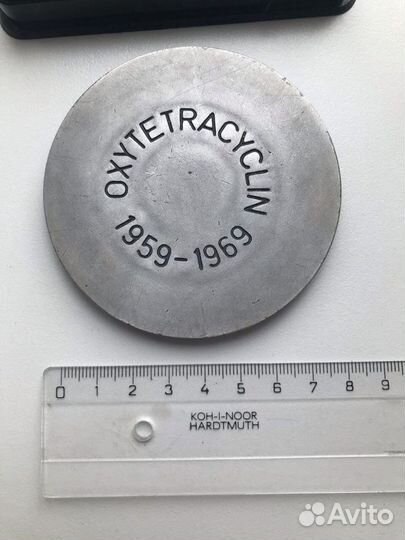 OXYTETRACYCLIN
1959-1969
0 1 2 3 4 5 6 7 8 9
KOH-I-NOOR
HARDTMUTH
Avito